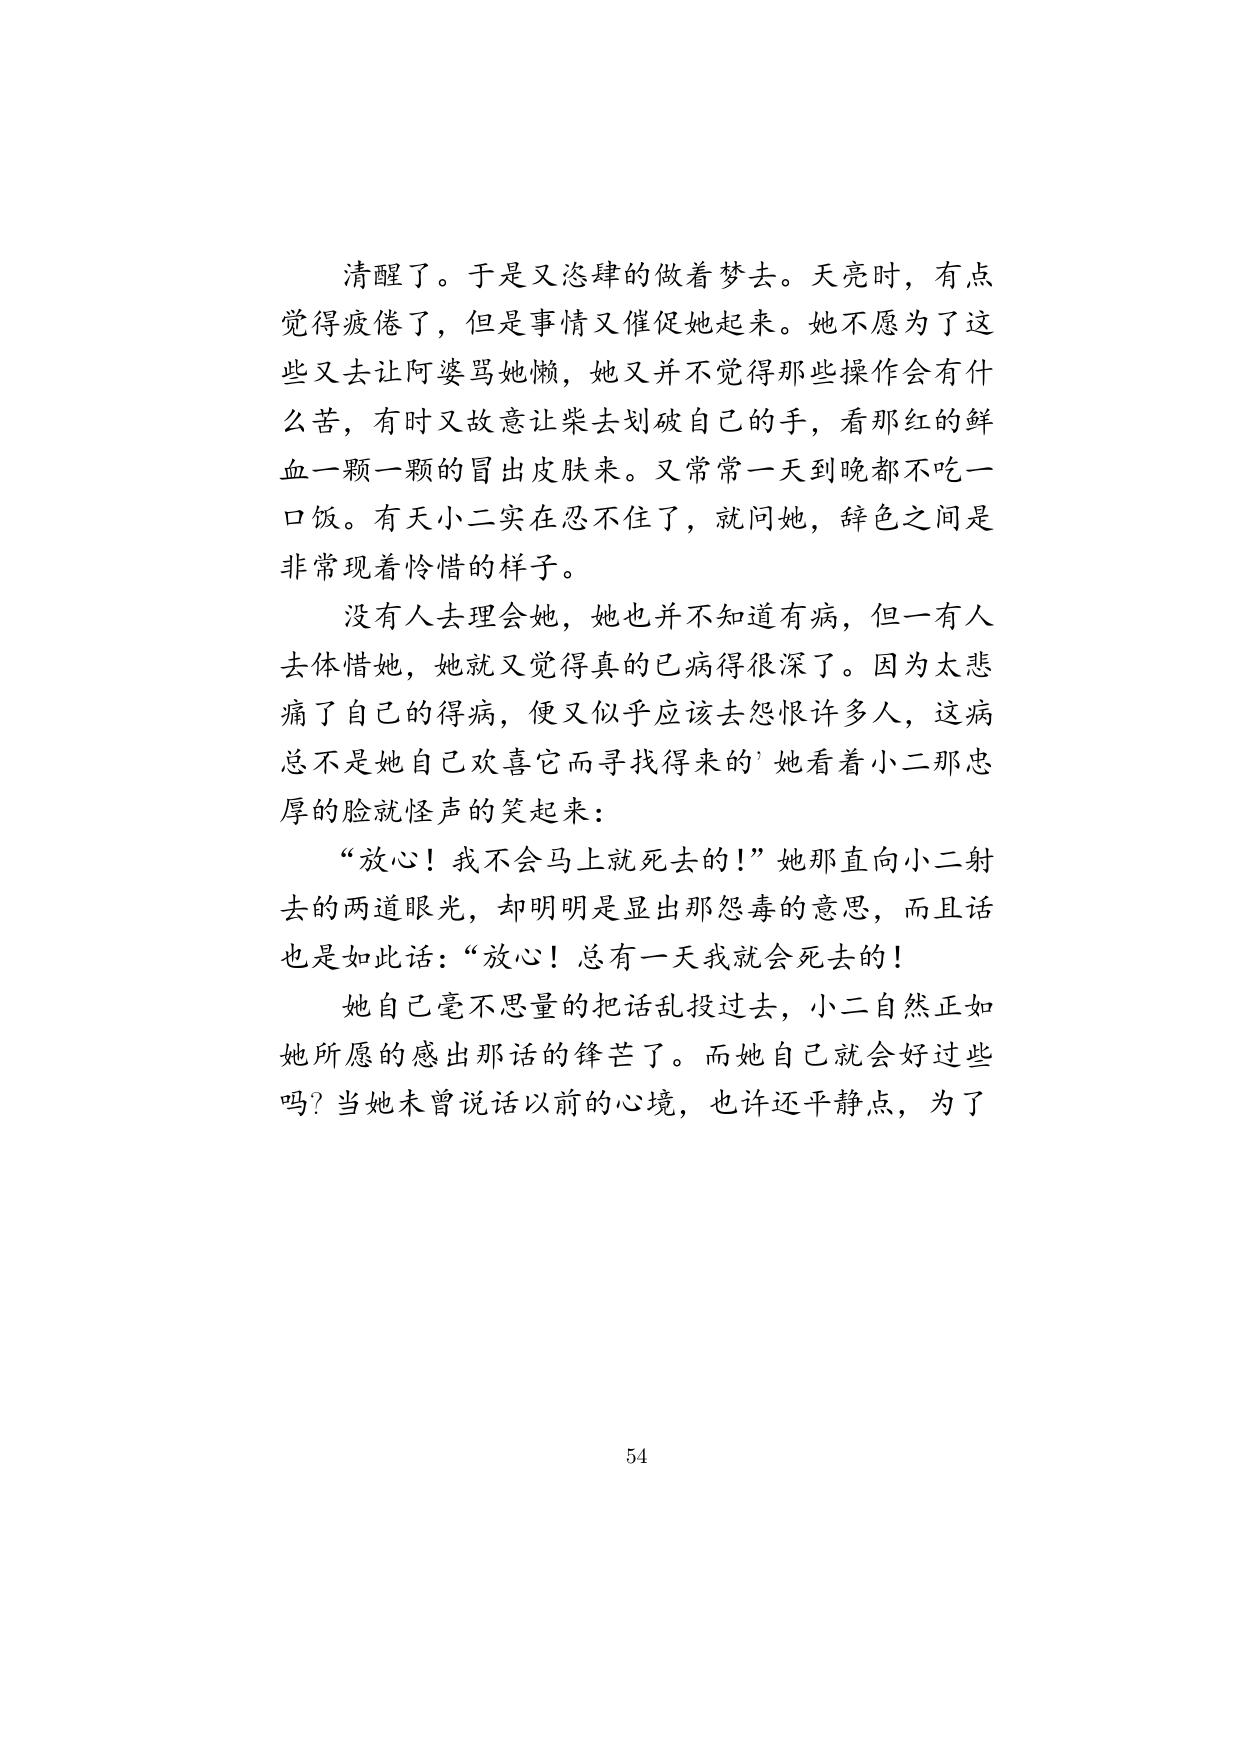 清醒了。于是又恣肆的做着梦去。天亮时，有点
觉得疲倦了，但是事情又催促她起来。她不愿为了这
些又去让阿婆骂她懒，她又并不觉得那些操作会有什
么苦，有时又故意让柴去划破自己的手，看那红的鲜
血一颗一颗的冒出皮肤来。又常常一天到晚都不吃一
口饭。有天小二实在忍不住了，就问她，辞色之间是
非常现着怜惜的样子。
没有人去理会她，她也并不知道有病，但一有人
去体惜她，她就又觉得真的已病得很深了。因为太悲
痛了自己的得病，便又似乎应该去怨恨许多人，这病
总不是她自己欢喜它而寻找得来的’她看着小二那忠
厚的脸就怪声的笑起来：
“放心！我不会马上就死去的！”她那直向小二射
去的两道眼光，却明明是显出那怨毒的意思，而且话
也是如此话：“放心！总有一天我就会死去的！
她自己毫不思量的把话乱投过去，小二自然正如
她所愿的感出那话的锋芒了。而她自己就会好过些
吗？当她未曾说话以前的心境，也许还平静点，为了
54